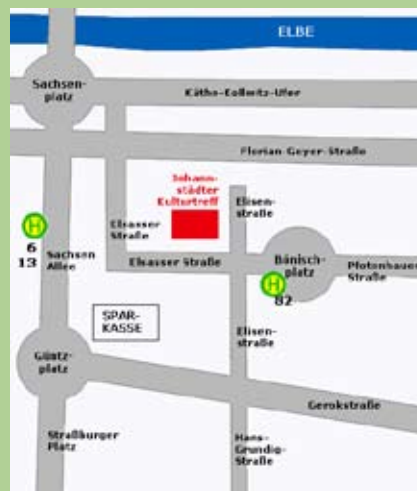 ELBE
Sachsen-
platz
Käthe-Kollwitz-Ufer
Florian-Geyer-Straße
Johann-
städter
Kulturtreff
Elisen-
straße
Elsasser
Straße
H
6
13
Sachsen
Allee
Elsasser Straße
Bönisch-
platz
Pfotenhauer
Straße
H
82
SPAR-
KASSE
Elisen-
straße
Güntz-
platz
Gerokstraße
Straßburger
Platz
Hans-
Grundig-
Straße